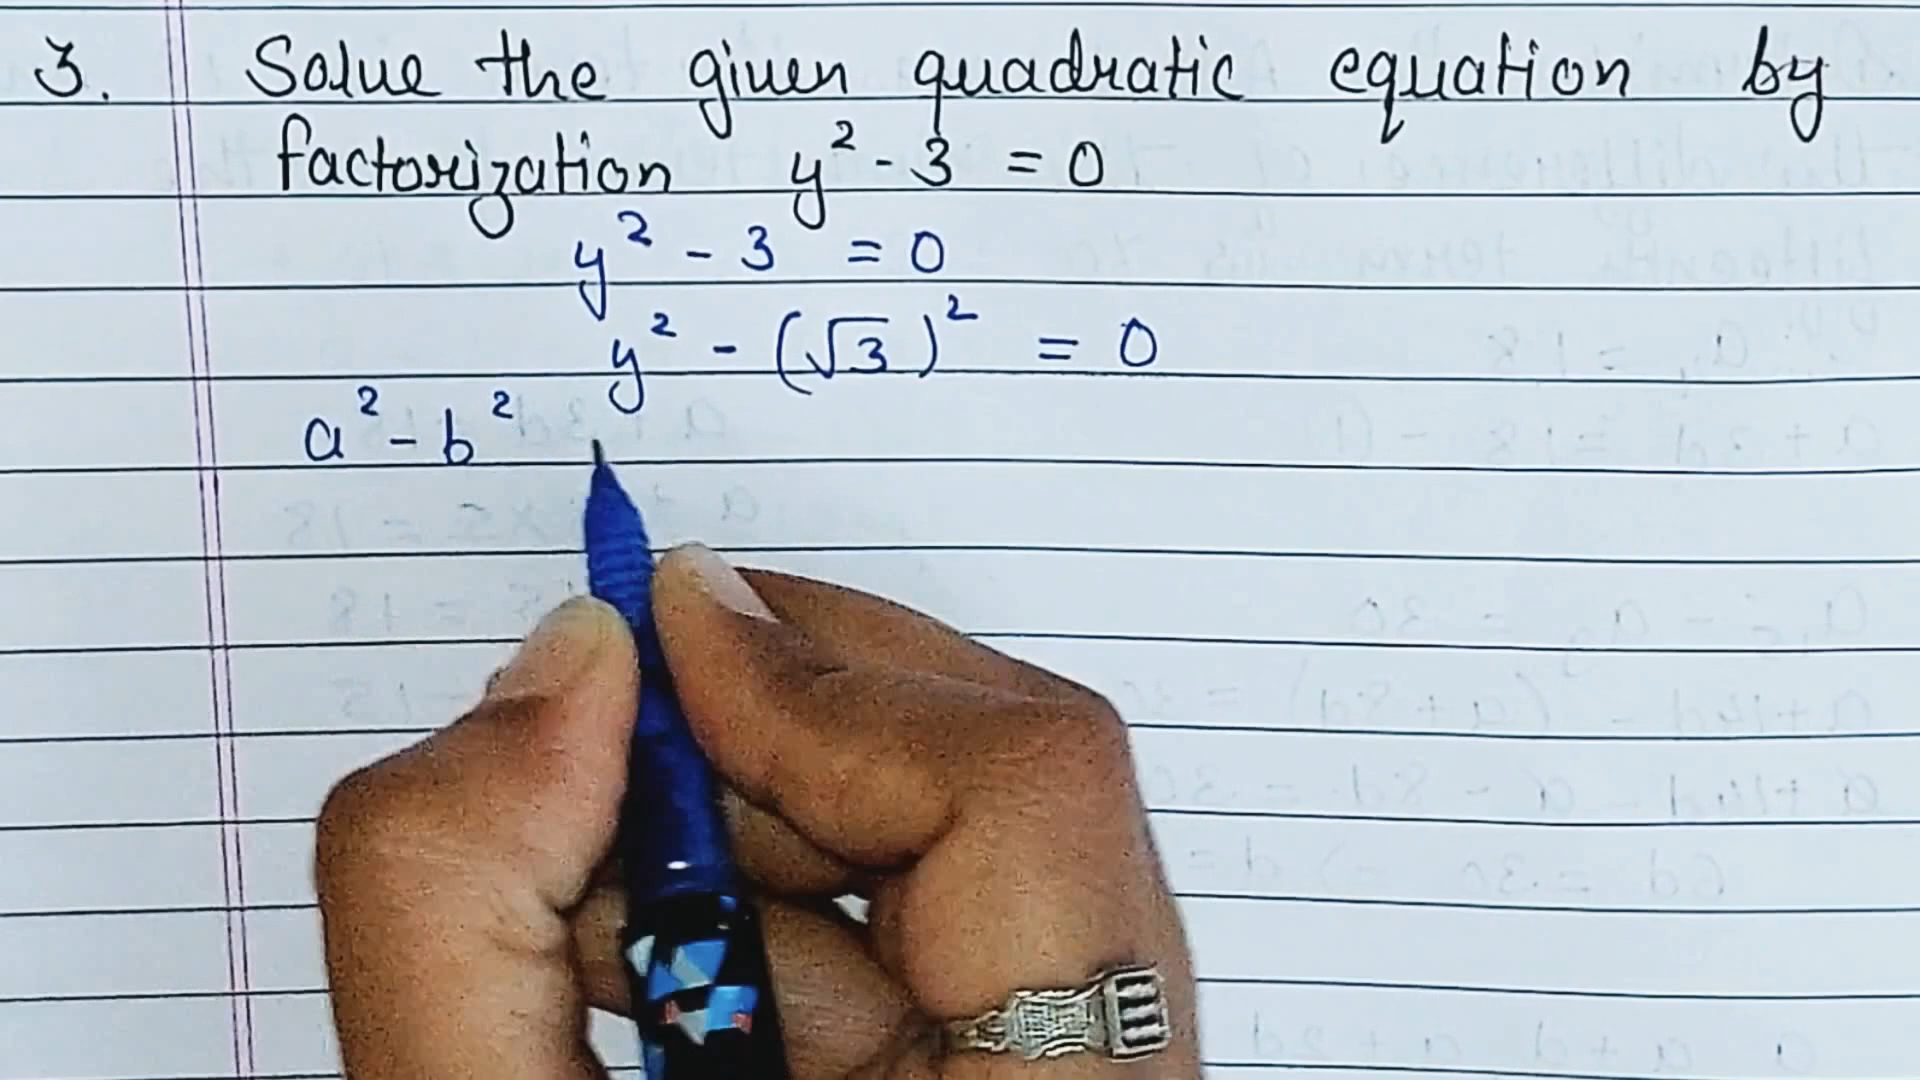 3. Solve the given quadratic equation by
factorization y² - 3 = 0
y² - 3 = 0
y² - (√3)² = 0
a² - b²